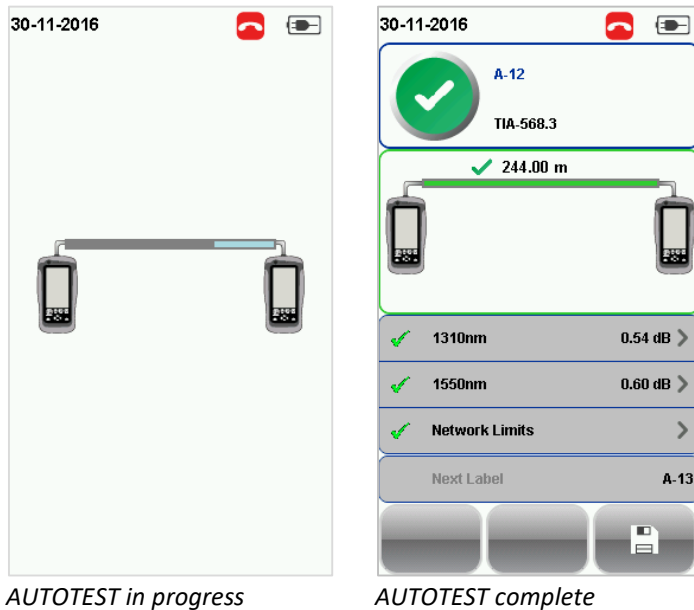 30-11-2016
AUTOTEST in progress
30-11-2016
A-12
TIA-568.3
244.00 m
1310nm 0.54 dB
1550nm 0.60 dB
Network Limits
Next Label A-13
AUTOTEST complete